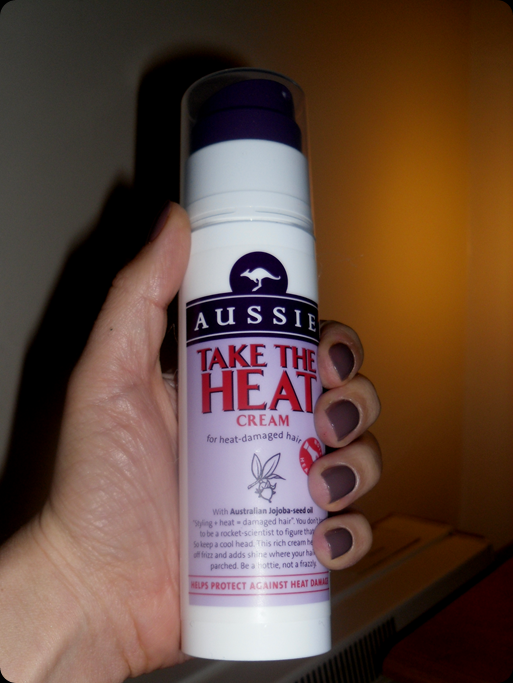 AUSSIE
TAKE THE
HEAT
CREAM
for heat-damaged hair
With Australian Jojoba-seed oil
"Styling + heat = damaged hair". You don't
to be a rocket-scientist to figure that
So keep a cool head. This rich cream
off frizz and adds shine where your
parched. Be a hottie, not a frazzly.
HELPS PROTECT AGAINST HEAT DAMAGE